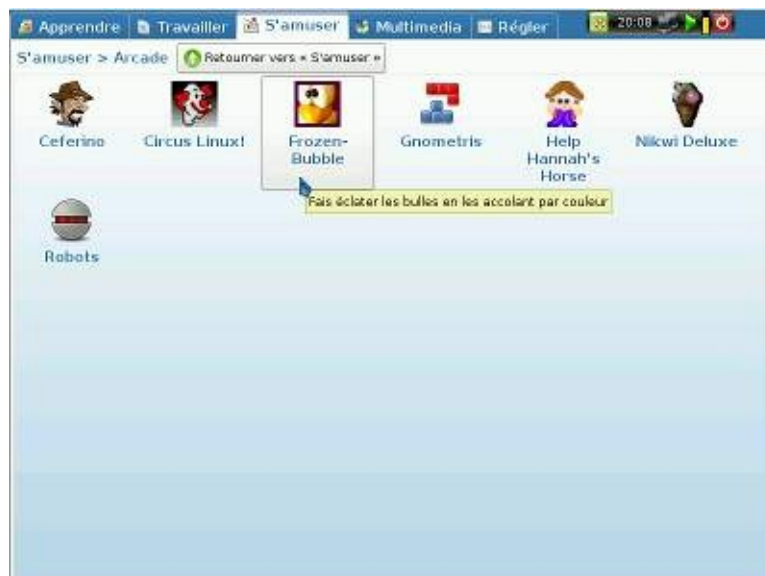 Apprendre Travailler S'amuser Multimedia Régler 20:08
S'amuser > Arcade Retourner vers « S'amuser »
Ceferino Circus Linux! Frozen-Bubble Gnometris Help Hannah's Horse Nikwi Deluxe
Fais éclater les bulles en les accolant par couleur
Robots